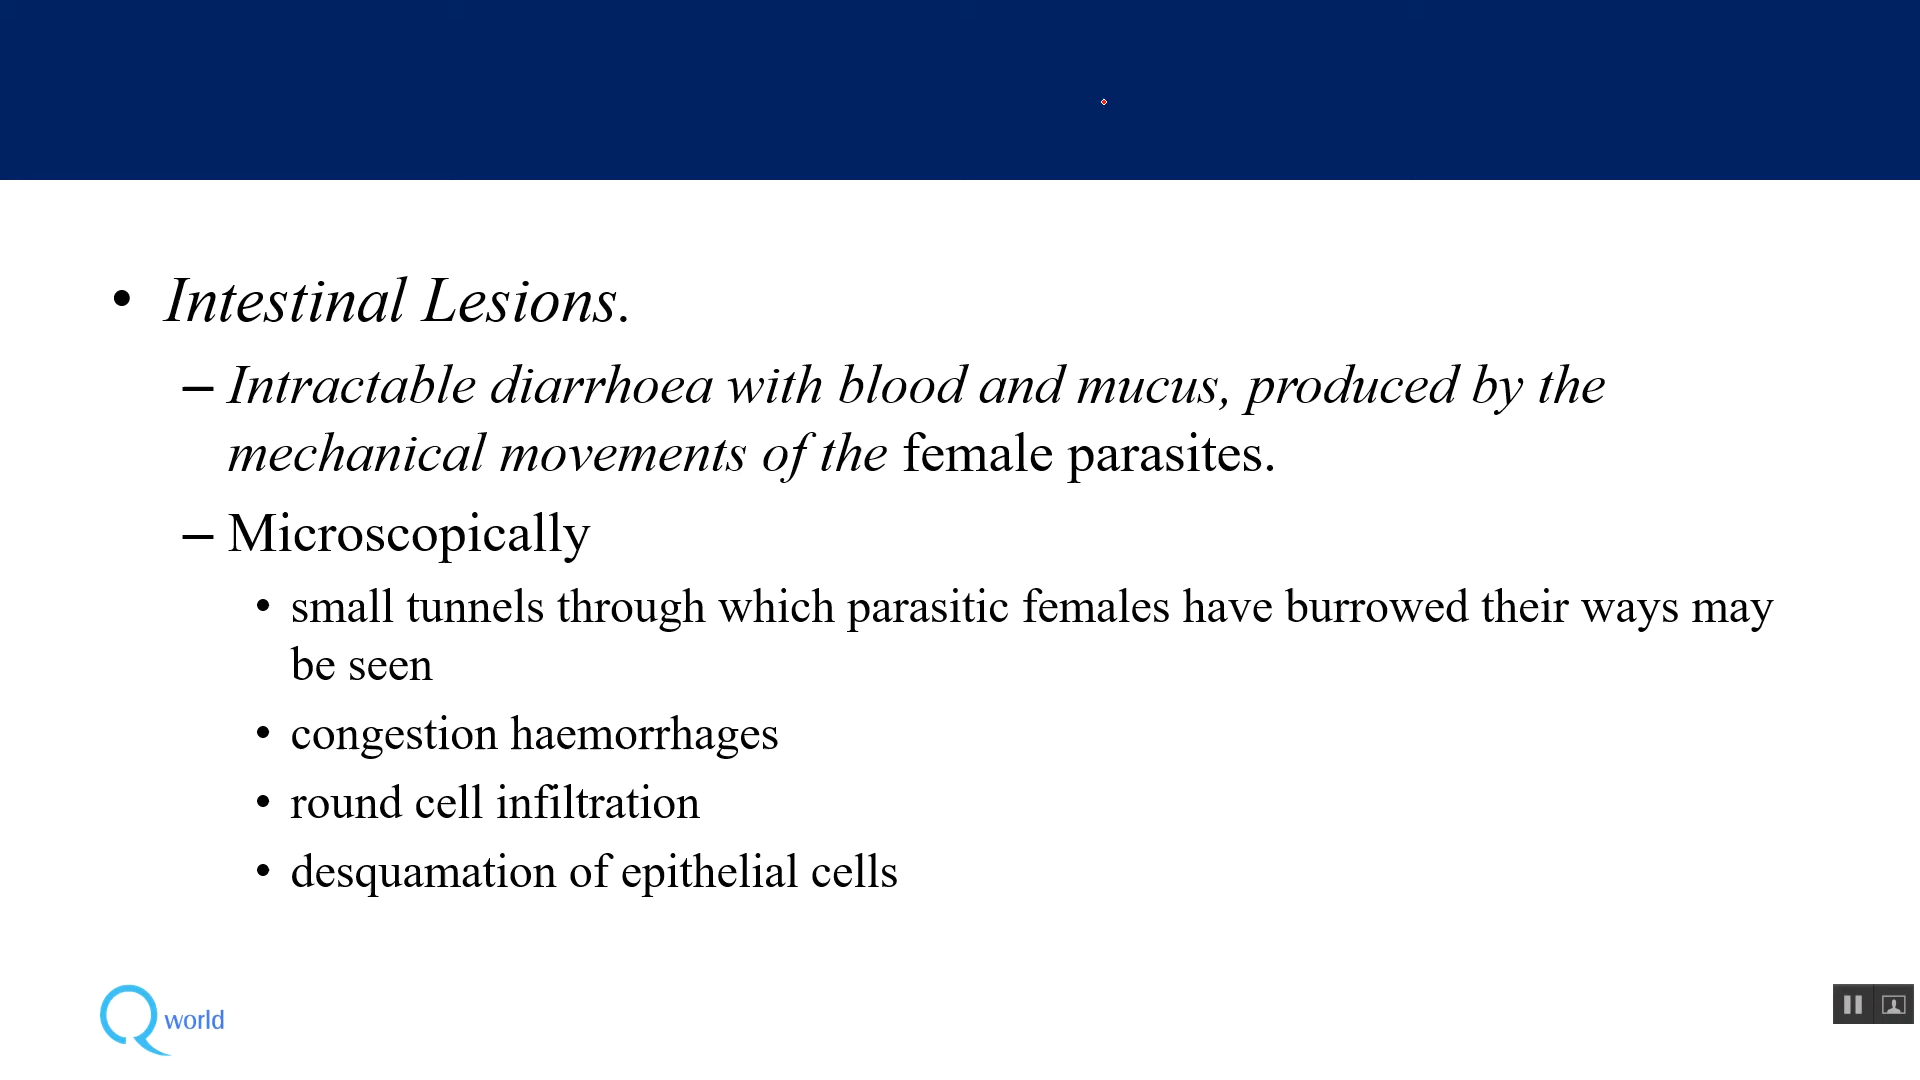 • Intestinal Lesions.
– Intractable diarrhoea with blood and mucus, produced by the
mechanical movements of the female parasites.
– Microscopically
• small tunnels through which parasitic females have burrowed their ways may
be seen
• congestion haemorrhages
• round cell infiltration
• desquamation of epithelial cells
Q world